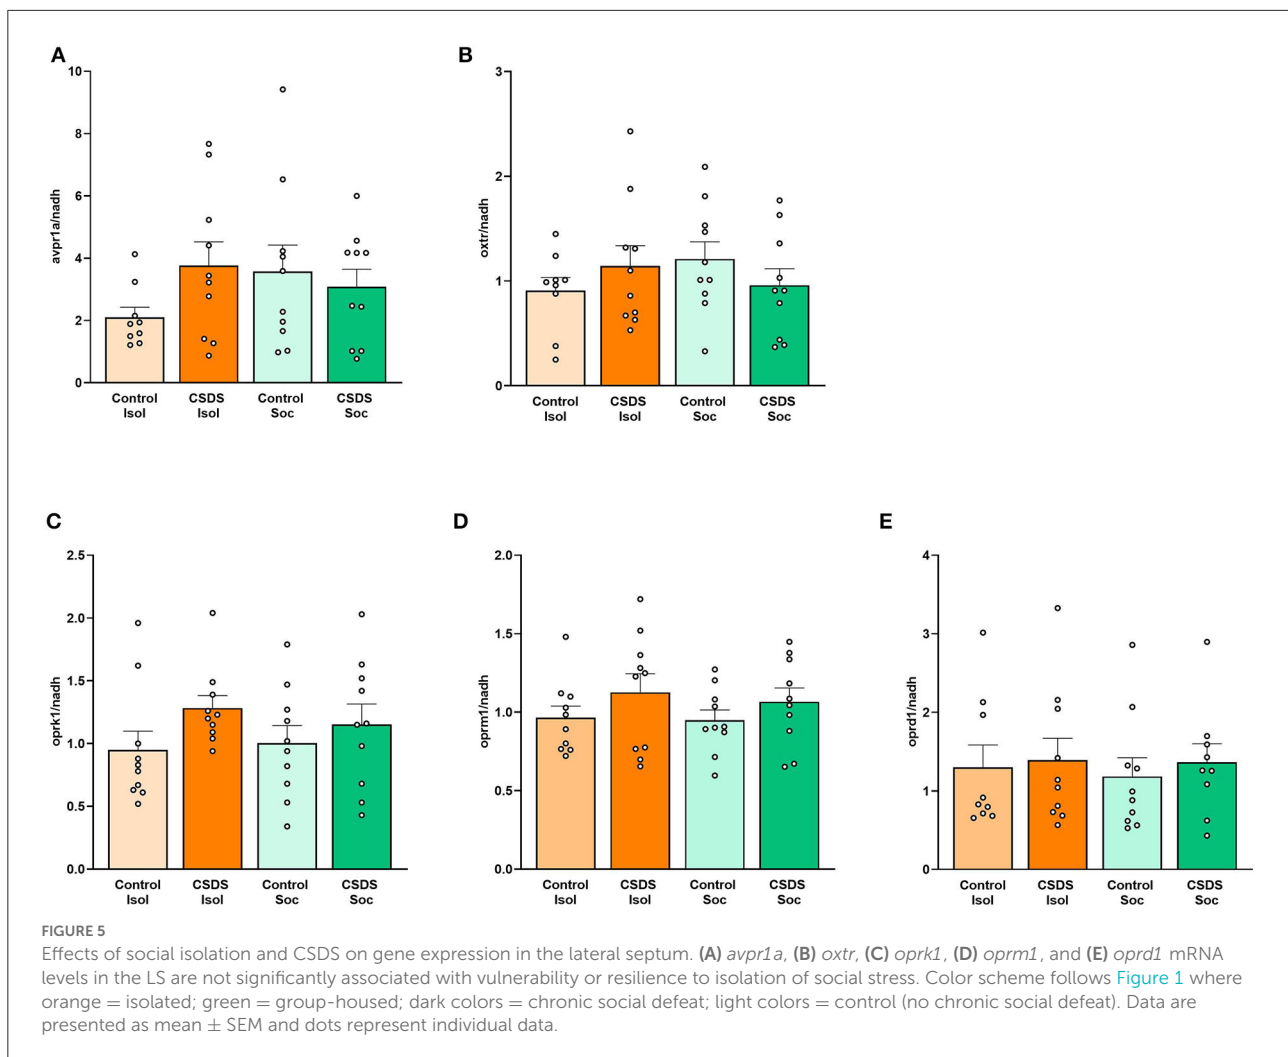 A
10
8
6
4
2
0
avpr1a/nadh
Control
Isol
CSDS
Isol
Control
Soc
CSDS
Soc
B
3
2
1
0
oxtr/nadh
Control
Isol
CSDS
Isol
Control
Soc
CSDS
Soc
C
2.5
2.0
1.5
1.0
0.5
0.0
oprk1/nadh
Control
Isol
CSDS
Isol
Control
Soc
CSDS
Soc
D
2.0
1.5
1.0
0.5
0.0
oprm1/nadh
Control
Isol
CSDS
Isol
Control
Soc
CSDS
Soc
E
4
3
2
1
0
oprd1/nadh
Control
Isol
CSDS
Isol
Control
Soc
CSDS
Soc
FIGURE 5
Effects of social isolation and CSDS on gene expression in the lateral septum. (A) avpr1a, (B) oxtr, (C) oprk1, (D) oprm1, and (E) oprd1 mRNA
levels in the LS are not significantly associated with vulnerability or resilience to isolation of social stress. Color scheme follows Figure 1 where
orange = isolated; green = group-housed; dark colors = chronic social defeat; light colors = control (no chronic social defeat). Data are
presented as mean ± SEM and dots represent individual data.